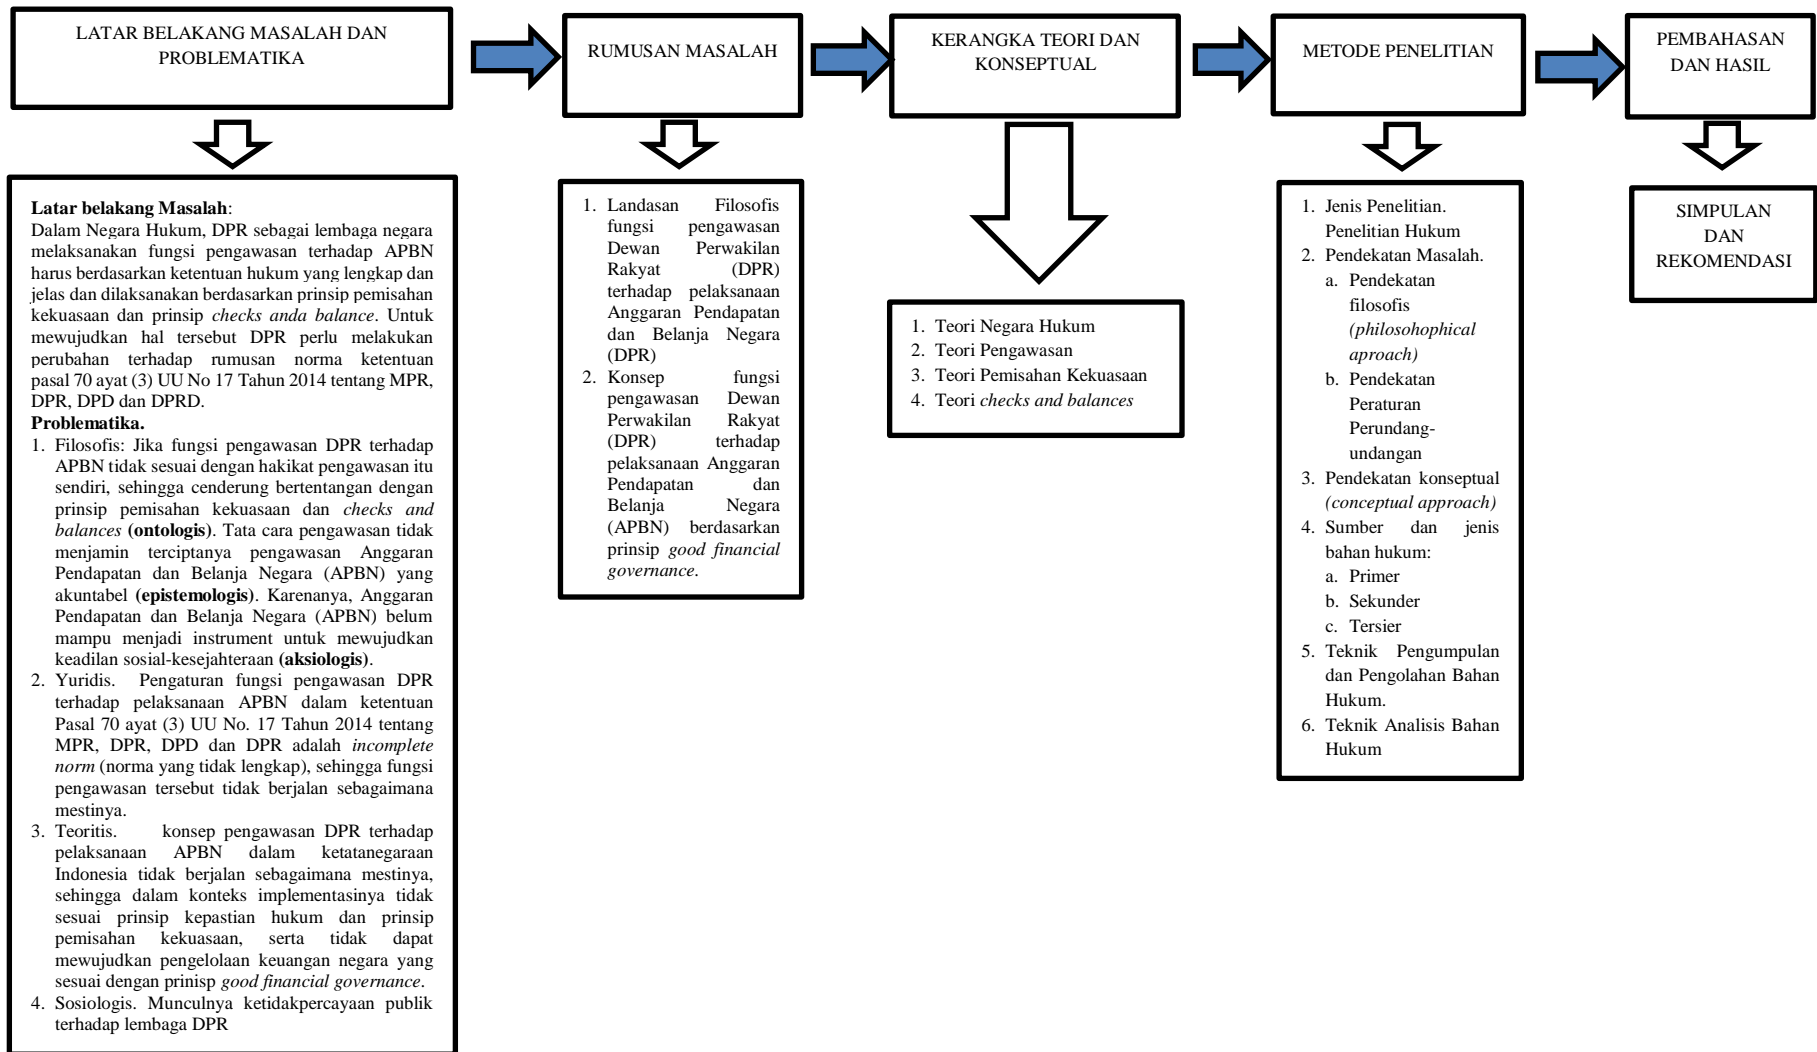 LATAR BELAKANG MASALAH DAN
PROBLEMATIKA
RUMUSAN MASALAH
KERANGKA TEORI DAN
KONSEPTUAL
METODE PENELITIAN
PEMBAHASAN
DAN HASIL
Latar belakang Masalah:
Dalam Negara Hukum, DPR sebagai lembaga negara
melaksanakan fungsi pengawasan terhadap APBN
harus berdasarkan ketentuan hukum yang lengkap dan
jelas dan dilaksanakan berdasarkan prinsip pemisahan
kekuasaan dan prinsip checks anda balance. Untuk
mewujudkan hal tersebut DPR perlu melakukan
perubahan terhadap rumusan norma ketentuan
pasal 70 ayat (3) UU No 17 Tahun 2014 tentang MPR,
DPR, DPD dan DPRD.
Problematika.
1. Filosofis: Jika fungsi pengawasan DPR terhadap
APBN tidak sesuai dengan hakikat pengawasan itu
sendiri, sehingga cenderung bertentangan dengan
prinsip pemisahan kekuasaan dan checks and
balances (ontologis). Tata cara pengawasan tidak
menjamin terciptanya pengawasan Anggaran
Pendapatan dan Belanja Negara (APBN) yang
akuntabel (epistemologis). Karenanya, Anggaran
Pendapatan dan Belanja Negara (APBN) belum
mampu menjadi instrument untuk mewujudkan
keadilan sosial-kesejahteraan (aksiologis).
2. Yuridis. Pengaturan fungsi pengawasan DPR
terhadap pelaksanaan APBN dalam ketentuan
Pasal 70 ayat (3) UU No. 17 Tahun 2014 tentang
MPR, DPR, DPD dan DPR adalah incomplete
norm (norma yang tidak lengkap), sehingga fungsi
pengawasan tersebut tidak berjalan sebagaimana
mestinya.
3. Teoritis. konsep pengawasan DPR terhadap
pelaksanaan APBN dalam ketatanegaraan
Indonesia tidak berjalan sebagaimana mestinya,
sehingga dalam konteks implementasinya tidak
sesuai prinsip kepastian hukum dan prinsip
pemisahan kekuasaan, serta tidak dapat
mewujudkan pengelolaan keuangan negara yang
sesuai dengan prinisp good financial governance.
4. Sosiologis. Munculnya ketidakpercayaan publik
terhadap lembaga DPR
1. Landasan Filosofis
fungsi pengawasan
Dewan Perwakilan
Rakyat (DPR)
terhadap pelaksanaan
Anggaran Pendapatan
dan Belanja Negara
(DPR)
2. Konsep fungsi
pengawasan Dewan
Perwakilan Rakyat
(DPR) terhadap
pelaksanaan Anggaran
Pendapatan dan
Belanja Negara
(APBN) berdasarkan
prinsip good financial
governance.
1. Teori Negara Hukum
2. Teori Pengawasan
3. Teori Pemisahan Kekuasaan
4. Teori checks and balances
1. Jenis Penelitian.
Penelitian Hukum
2. Pendekatan Masalah.
a. Pendekatan
filosofis
(philosohophical
aproach)
b. Pendekatan
Peraturan
Perundang-
undangan
3. Pendekatan konseptual
(conceptual approach)
4. Sumber dan jenis
bahan hukum:
a. Primer
b. Sekunder
c. Tersier
5. Teknik Pengumpulan
dan Pengolahan Bahan
Hukum.
6. Teknik Analisis Bahan
Hukum
SIMPULAN
DAN
REKOMENDASI